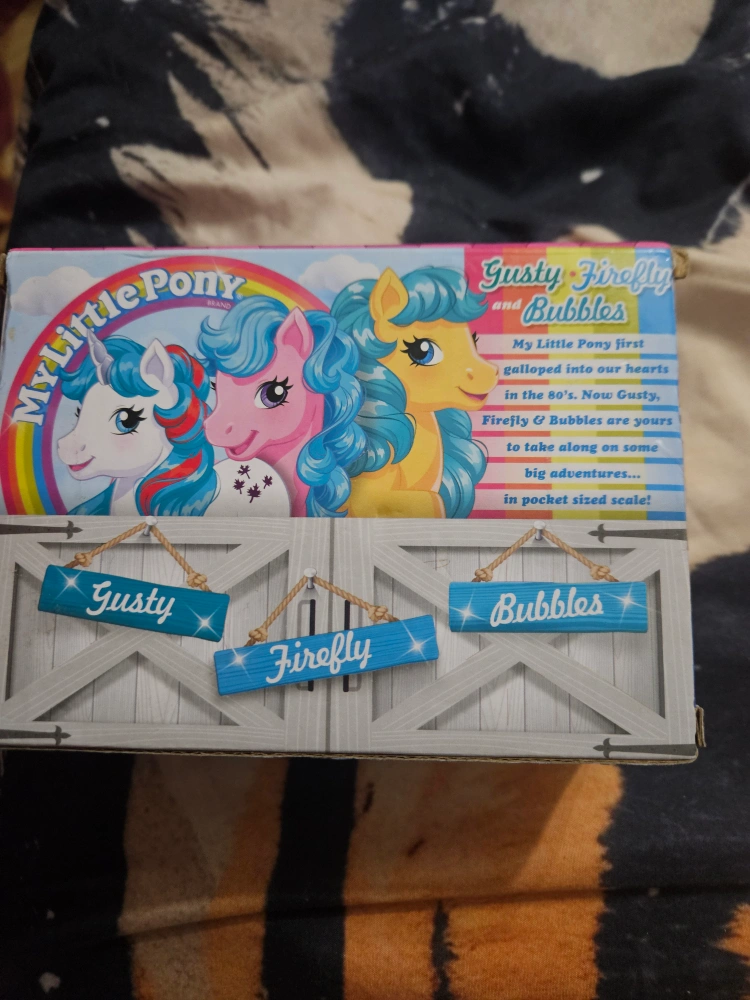 My Little Pony
BRAND
Gusty • Firefly
and Bubbles
My Little Pony first
galloped into our hearts
in the 80's. Now Gusty,
Firefly & Bubbles are yours
to take along on some
big adventures...
in pocket sized scale!
Gusty
Firefly
Bubbles